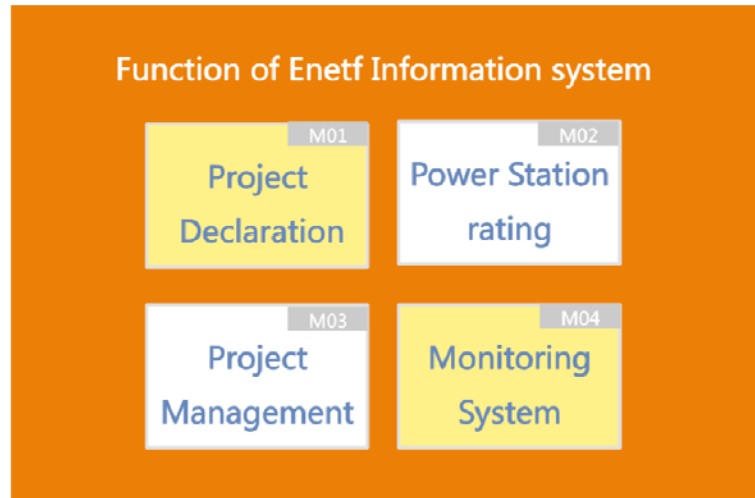 Function of Enetf Information system
M01
Project
Declaration
M02
Power Station
rating
M03
Project
Management
M04
Monitoring
System